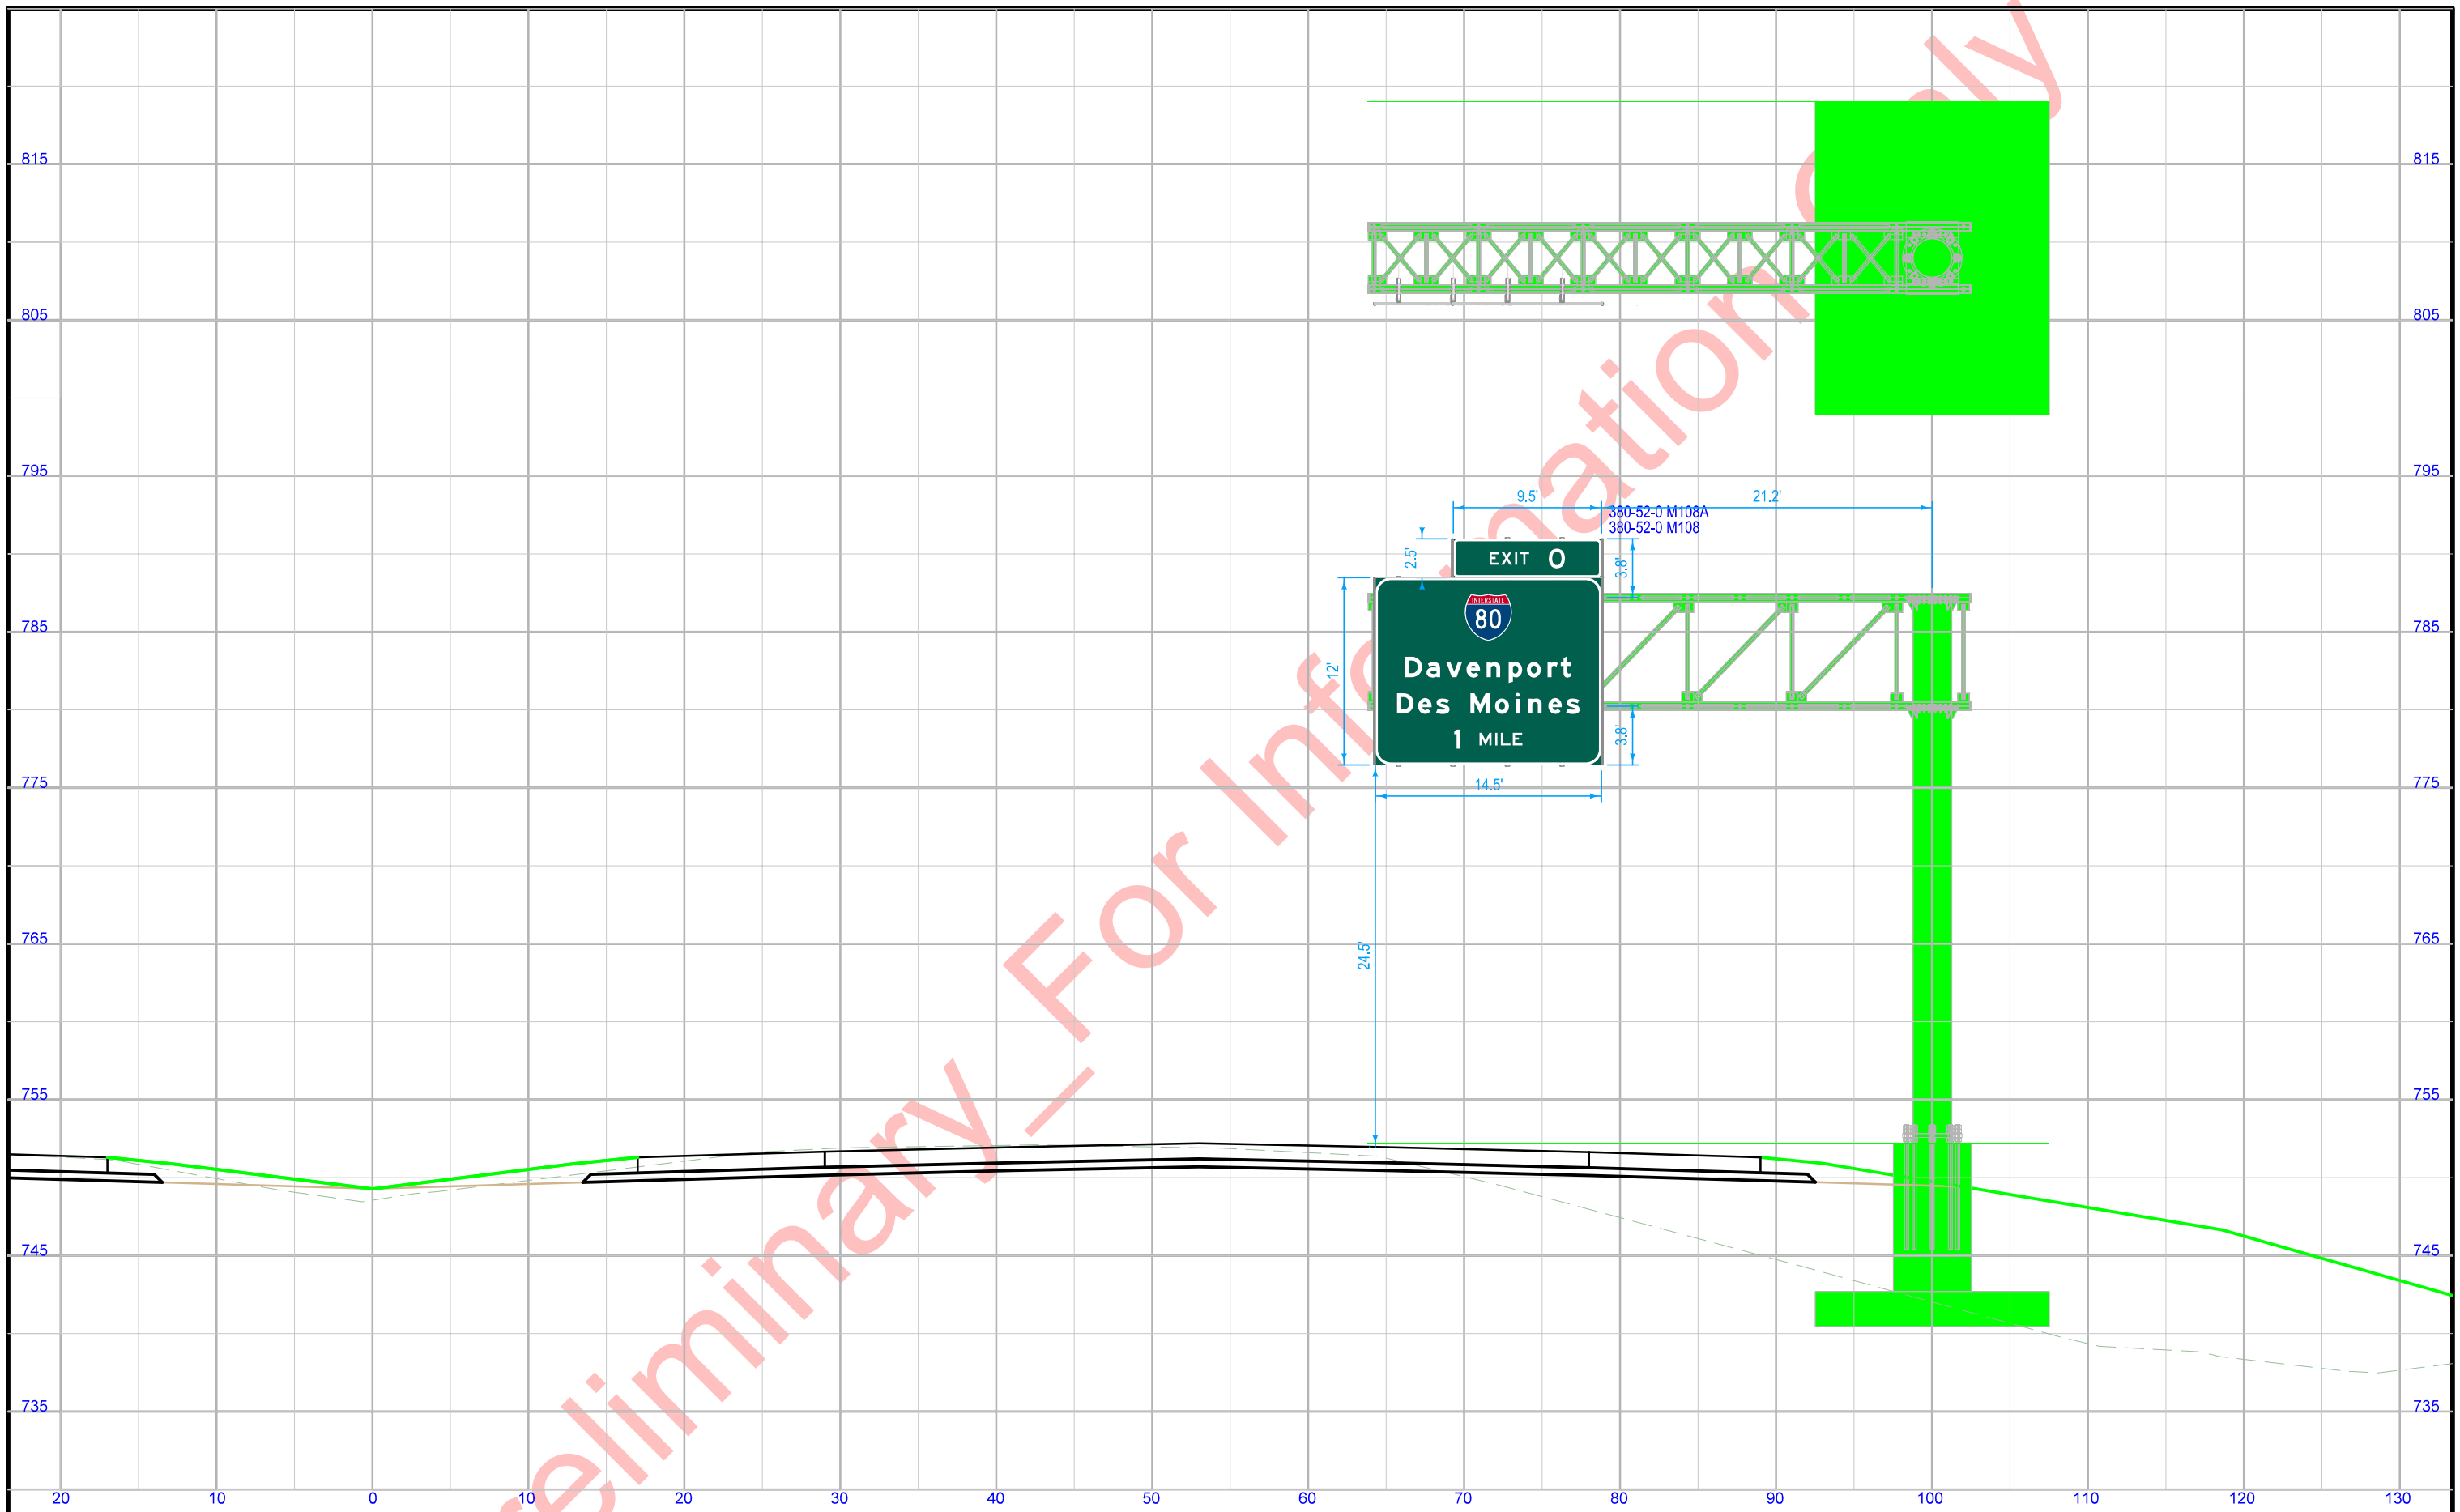 815 815
805 805
795 795
9.5' 21.2'
380-52-0 M108A
380-52-0 M108
2.5' EXIT 0 3.8'
INTERSTATE
785 80 785
12' Davenport
Des Moines
1 MILE 3.8'
775 14.5' 775
765 765
24.5'
755 755
745 745
735 735
20 10 0 10 20 30 40 50 60 70 80 90 100 110 120 130
reliminary_For Information Only